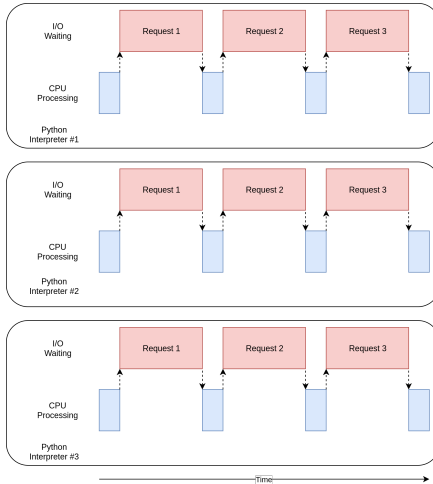 I/O
Waiting
Request 1
Request 2
Request 3
CPU
Processing
Python
Interpreter #1
I/O
Waiting
Request 1
Request 2
Request 3
CPU
Processing
Python
Interpreter #2
I/O
Waiting
Request 1
Request 2
Request 3
CPU
Processing
Python
Interpreter #3
Time